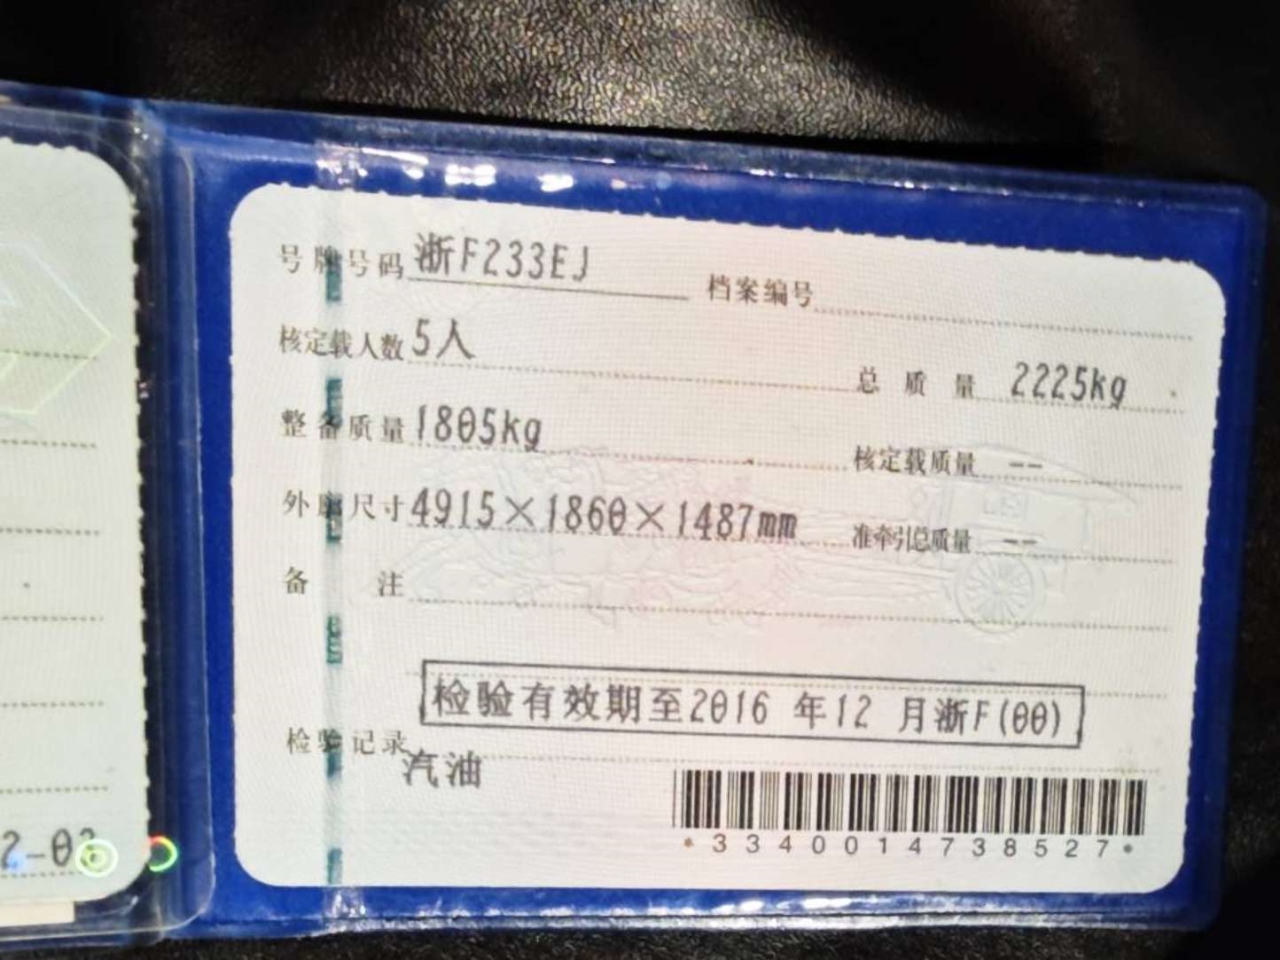 号牌号码 浙F233EJ 档案编号
核定载人数 5人 总质量 2225kg
整备质量 1805kg 核定载质量 --
外廓尺寸 4915×1860×1487mm 准牵引总质量 --
备注
检验有效期至2016 年12 月浙F(00)
检验记录
汽油
*3340014738527*
2-03